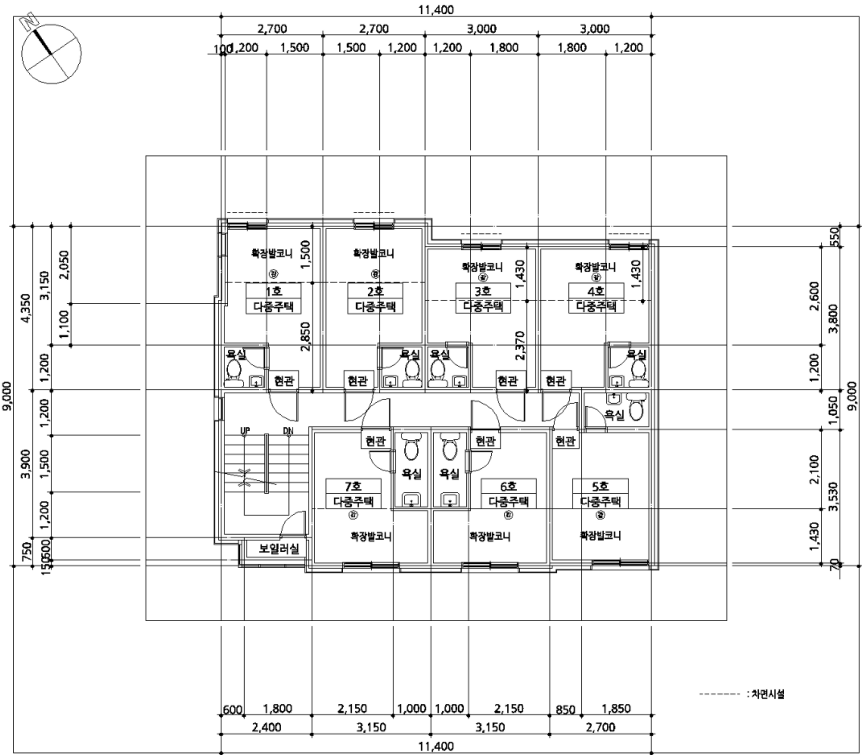 N
11,400
2,700 2,700 3,000 3,000
100 1,200 1,500 1,500 1,200 1,200 1,800 1,800 1,200
확장발코니 1,500 확장발코니 확장발코니 1,430 확장발코니 1,430
1호 2호 3호 4호
다중주택 다중주택 다중주택 다중주택
2,850 2,370
욕실 욕실 욕실 욕실
현관 현관 현관 현관
욕실
UP DN
현관 현관 현관
욕실 욕실
7호 6호 5호
다중주택 다중주택 다중주택
확장발코니 확장발코니 확장발코니
보일러실
9,000
4,350 3,900 750
3,150 1,200 1,200 1,500 1,200 600 150
2,050 1,100
550 3,800 1,050 3,530 70
2,600 1,200 2,100 1,430
9,000
: 차면시설
600 1,800 2,150 1,000 1,000 2,150 850 1,850
2,400 3,150 3,150 2,700
11,400